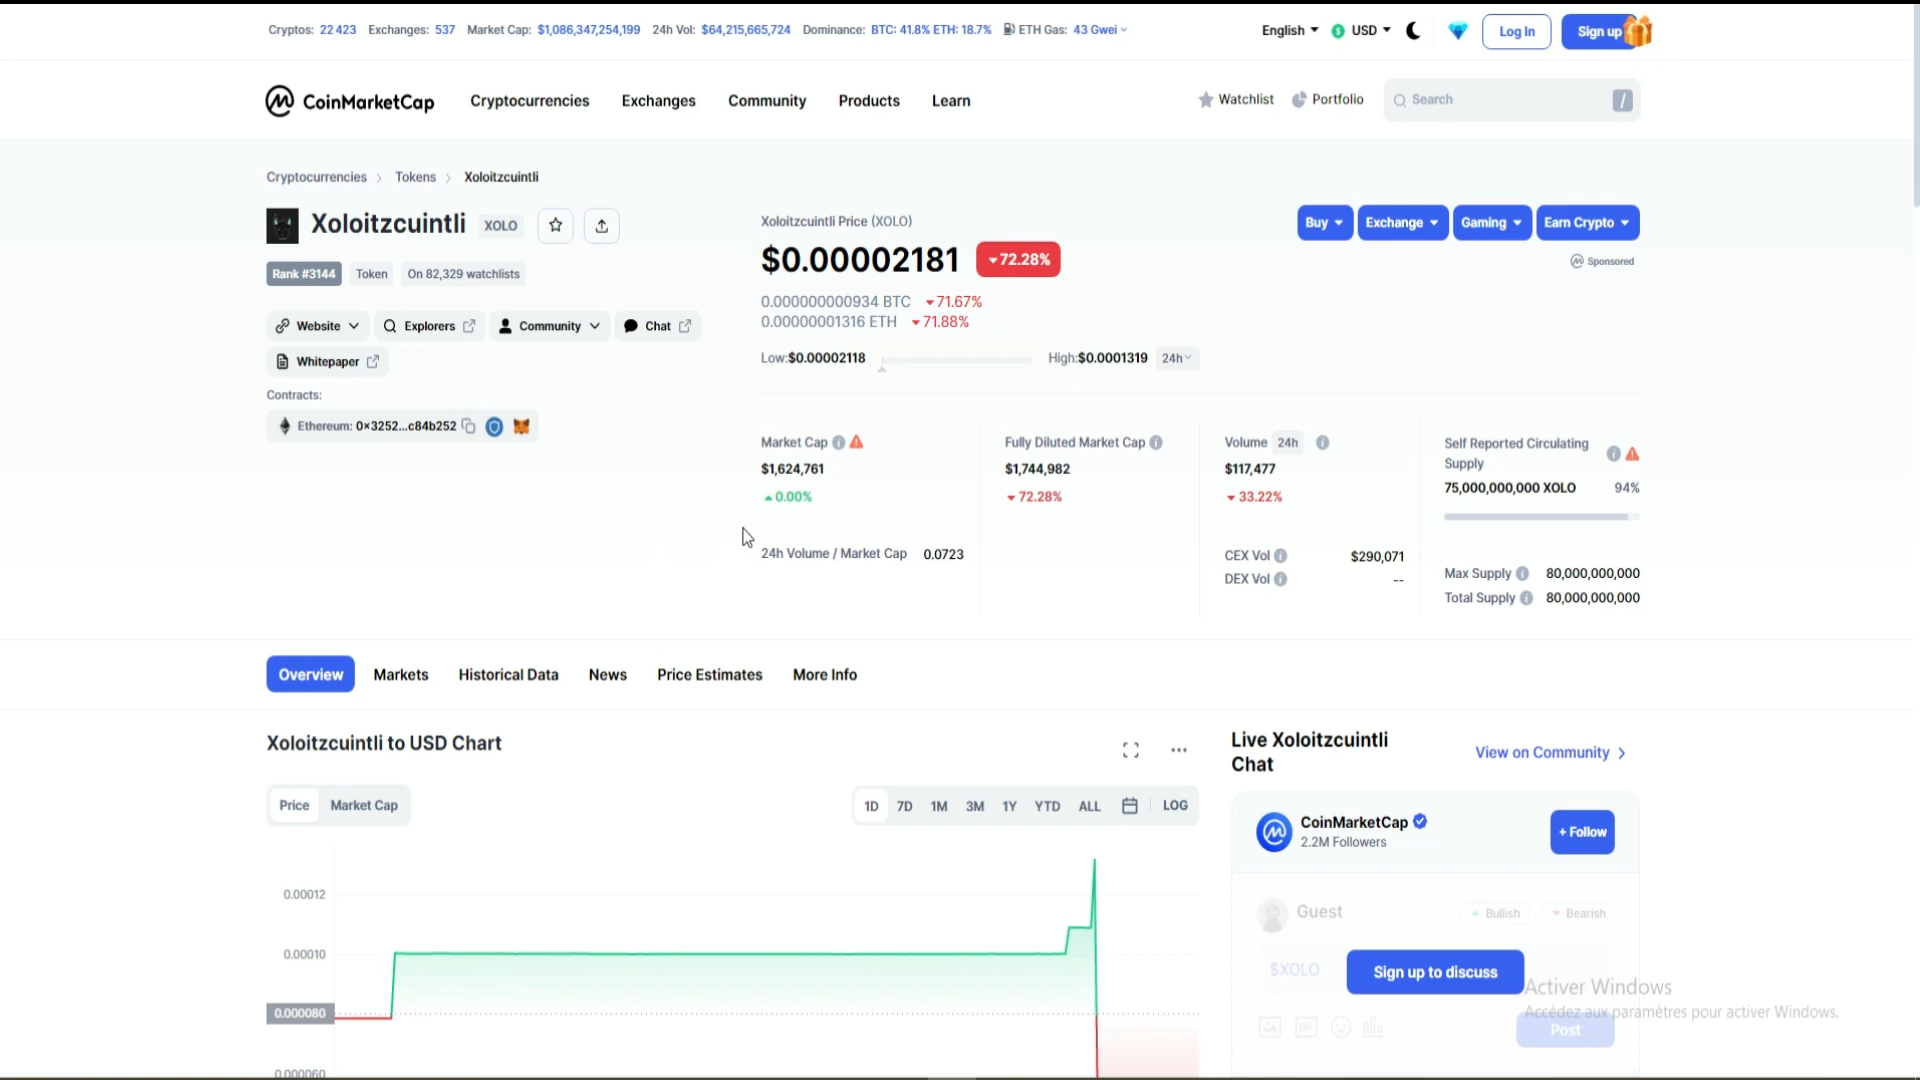 Cryptos: 22 423 Exchanges: 537 Market Cap: $1,086,347,254,199 24h Vol: $64,215,665,724 Dominance: BTC: 41.8% ETH: 18.7% ETH Gas: 43 Gwei
English USD Log In Sign up
CoinMarketCap Cryptocurrencies Exchanges Community Products Learn
Watchlist Portfolio Search /
Cryptocurrencies Tokens Xoloitzcuintli
Xoloitzcuintli XOLO
Rank #3144 Token On 82,329 watchlists
Website Explorers Community Chat
Whitepaper
Contracts:
Ethereum: 0x3252...c84b252
Xoloitzcuintli Price (XOLO)
$0.00002181 72.28%
0.000000000934 BTC 71.67%
0.00000001316 ETH 71.88%
Low:$0.00002118 High:$0.0001319 24h
Buy Exchange Gaming Earn Crypto
Sponsored
Market Cap
$1,624,761
0.00%
24h Volume / Market Cap 0.0723
Fully Diluted Market Cap
$1,744,982
72.28%
Volume 24h
$117,477
33.22%
CEX Vol $290,071
DEX Vol --
Self Reported Circulating
Supply
75,000,000,000 XOLO 94%
Max Supply 80,000,000,000
Total Supply 80,000,000,000
Overview Markets Historical Data News Price Estimates More Info
Xoloitzcuintli to USD Chart
Price Market Cap
1D 7D 1M 3M 1Y YTD ALL LOG
0.00012
0.00010
0.000080
0.000060
Live Xoloitzcuintli
Chat
View on Community
CoinMarketCap
2.2M Followers
+ Follow
Guest Bullish Bearish
$XOLO Sign up to discuss
Activer Windows
Accédez aux paramètres pour activer Windows.
Post